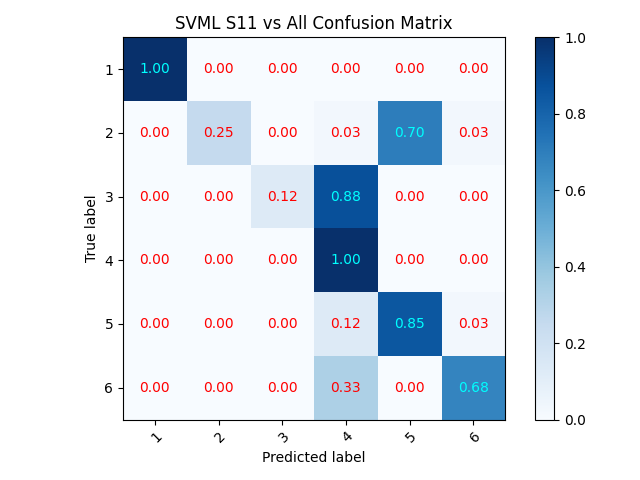 SVML S11 vs All Confusion Matrix
True label
1 1.00 0.00 0.00 0.00 0.00 0.00
2 0.00 0.25 0.00 0.03 0.70 0.03
3 0.00 0.00 0.12 0.88 0.00 0.00
4 0.00 0.00 0.00 1.00 0.00 0.00
5 0.00 0.00 0.00 0.12 0.85 0.03
6 0.00 0.00 0.00 0.33 0.00 0.68
1 2 3 4 5 6
Predicted label
1.0
0.8
0.6
0.4
0.2
0.0